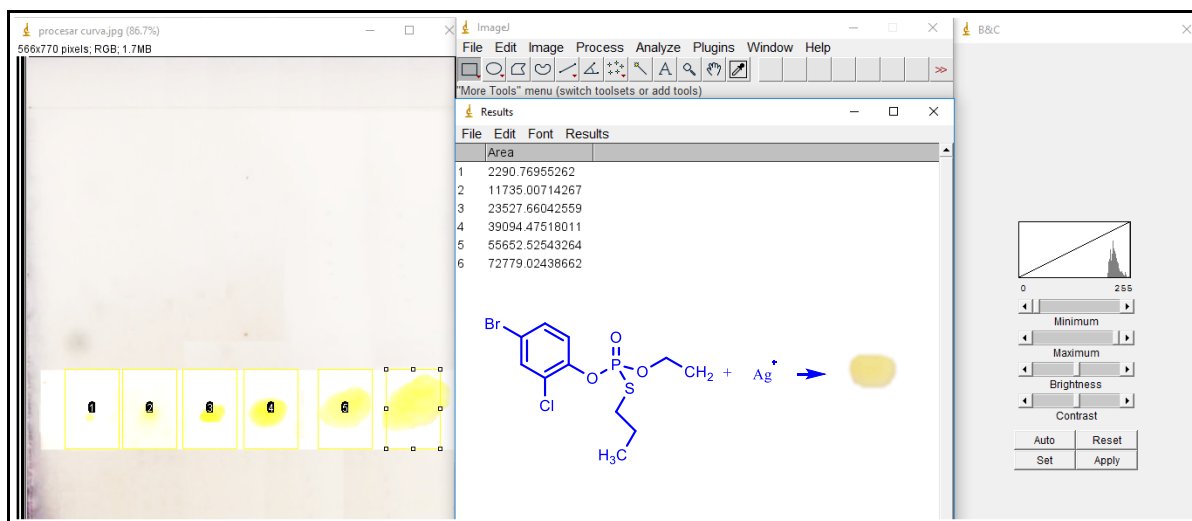 procesar curva.jpg (86.7%)
566x770 pixels; RGB; 1.7MB
1 2 3 4 5 6
ImageJ
File Edit Image Process Analyze Plugins Window Help
A
>>
"More Tools" menu (switch toolsets or add tools)
Results
File Edit Font Results
Area
1 2290.76955262
2 11735.00714267
3 23527.66042559
4 39094.47518011
5 55652.52543264
6 72779.02438662
Br
Cl
O
P
O
O
S
CH2
H3C
+ Ag+
B&C
0 255
Minimum
Maximum
Brightness
Contrast
Auto Reset
Set Apply